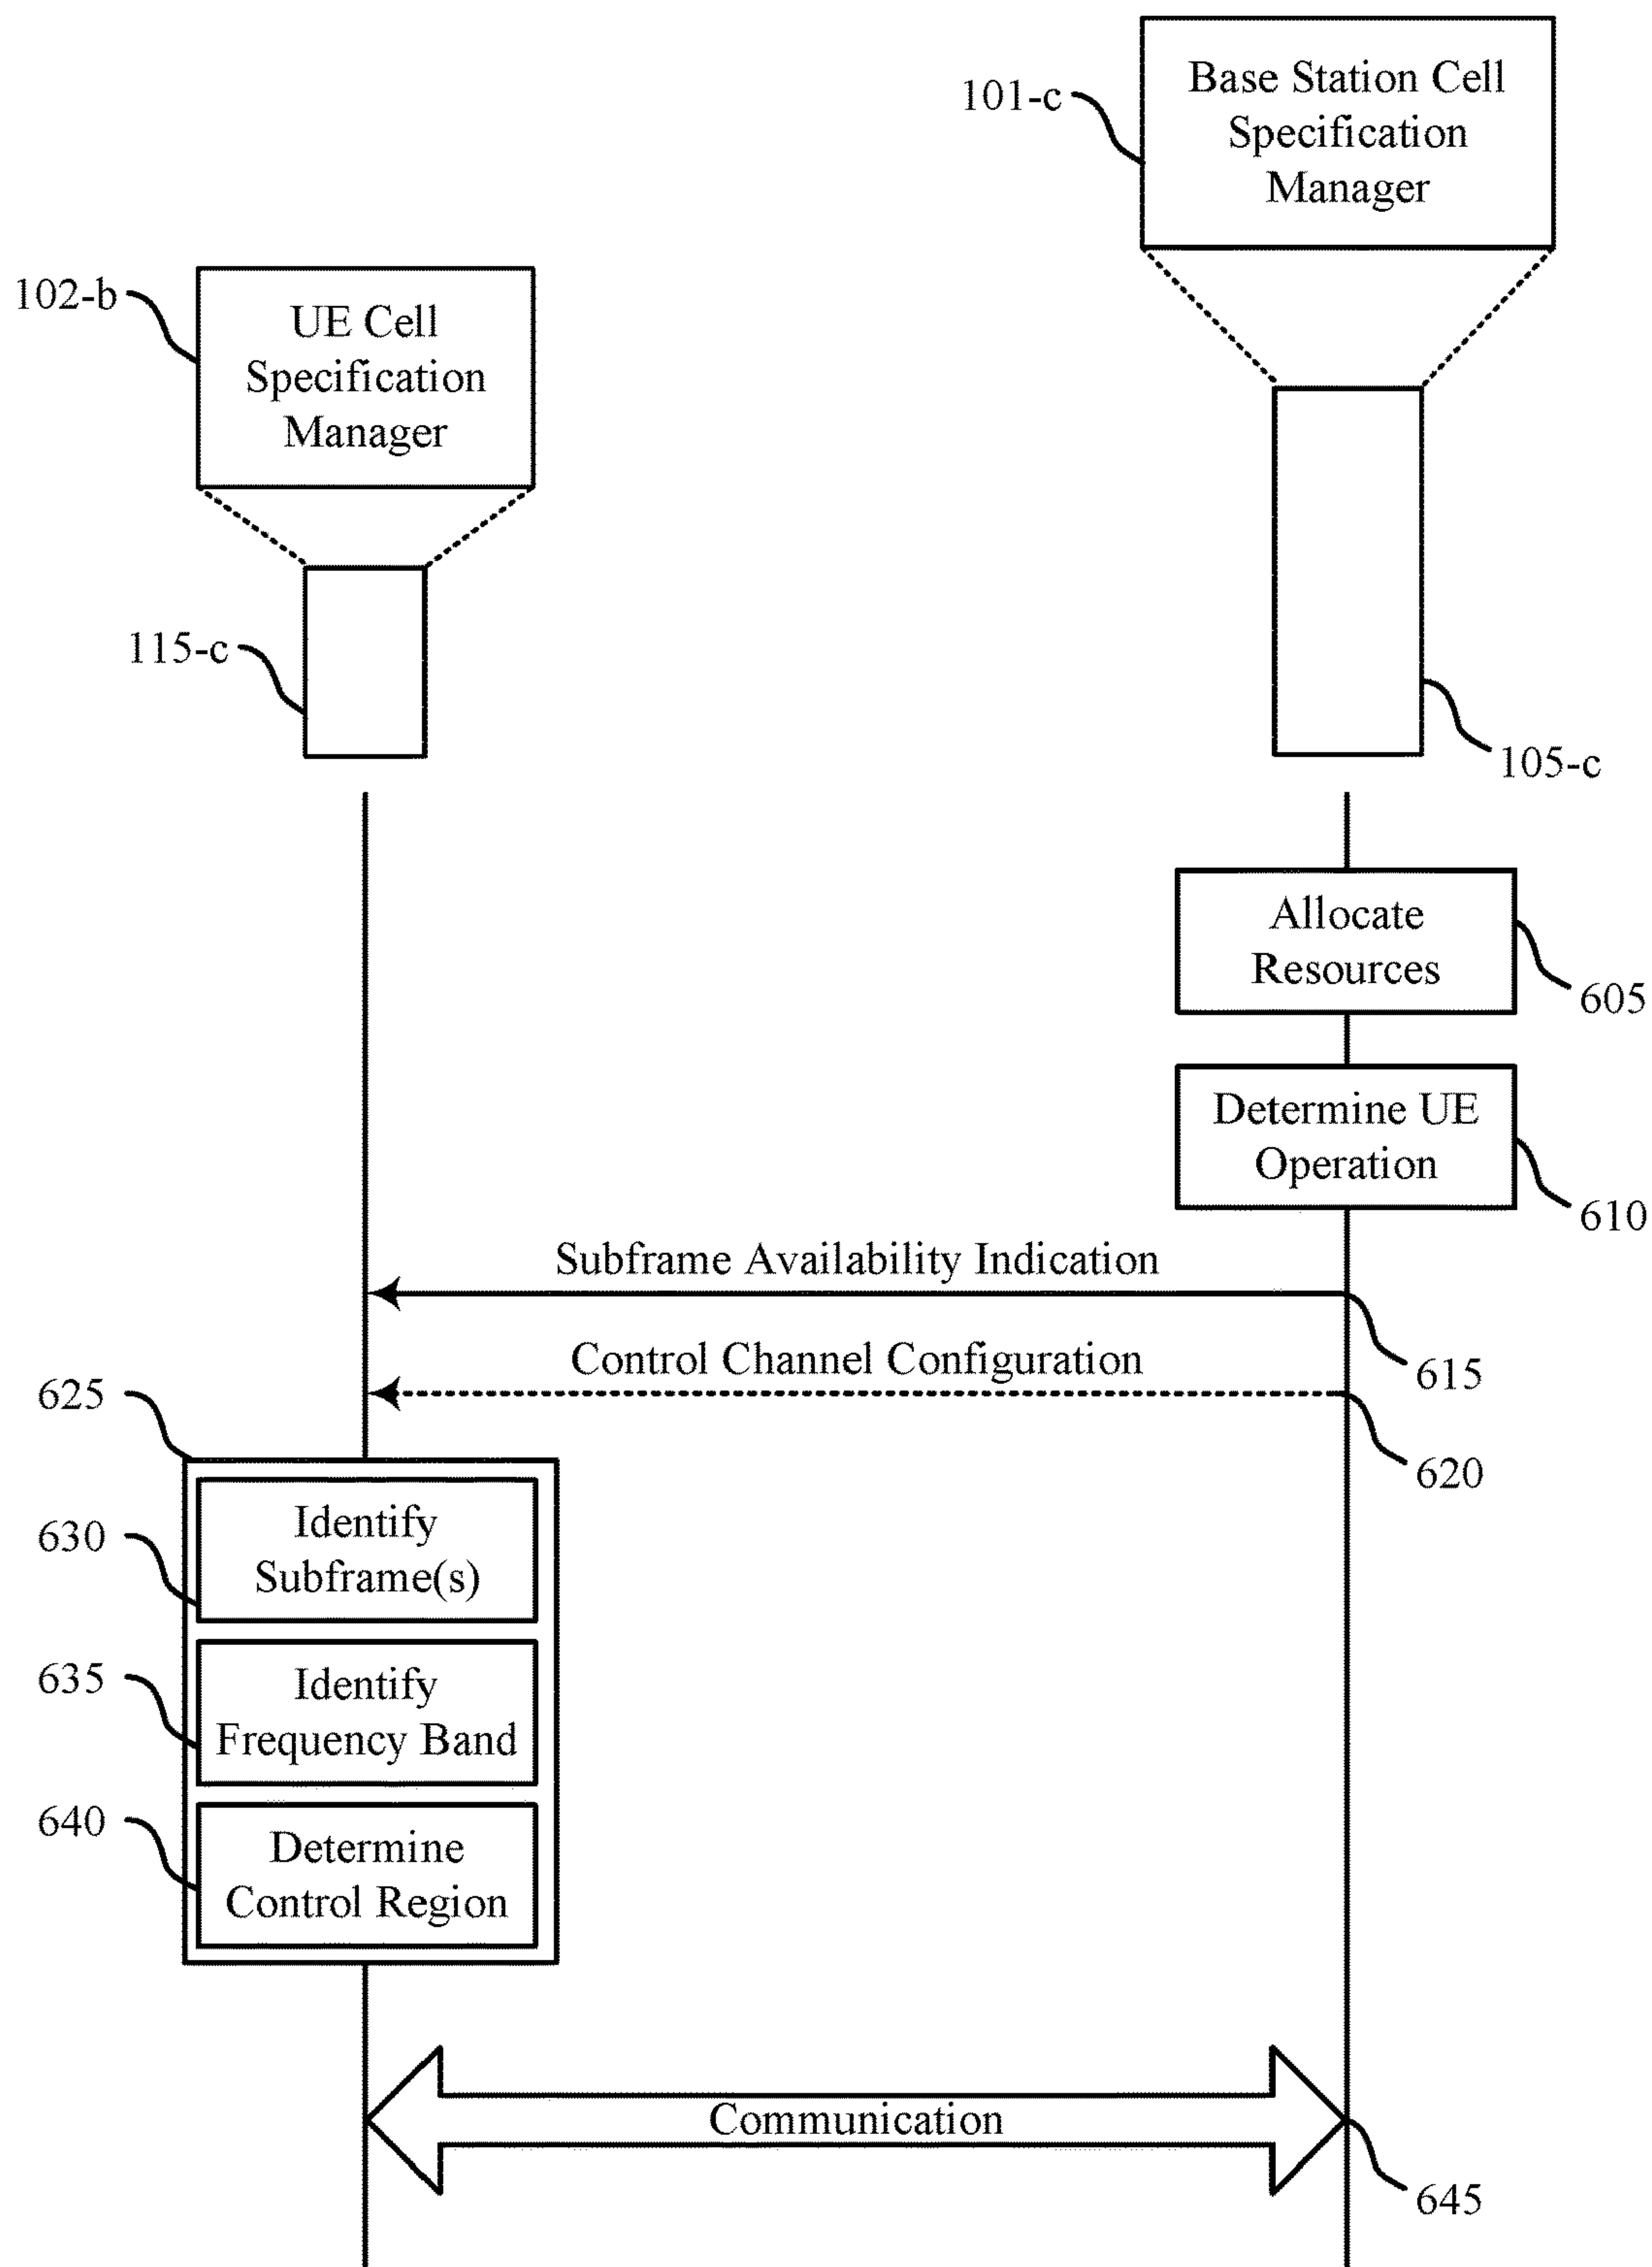 101-c
Base Station Cell
Specification
Manager
102-b
UE Cell
Specification
Manager
115-c
105-c
Allocate
Resources
605
Determine UE
Operation
610
Subframe Availability Indication
615
Control Channel Configuration
620
625
630
Identify
Subframe(s)
635
Identify
Frequency Band
640
Determine
Control Region
Communication
645